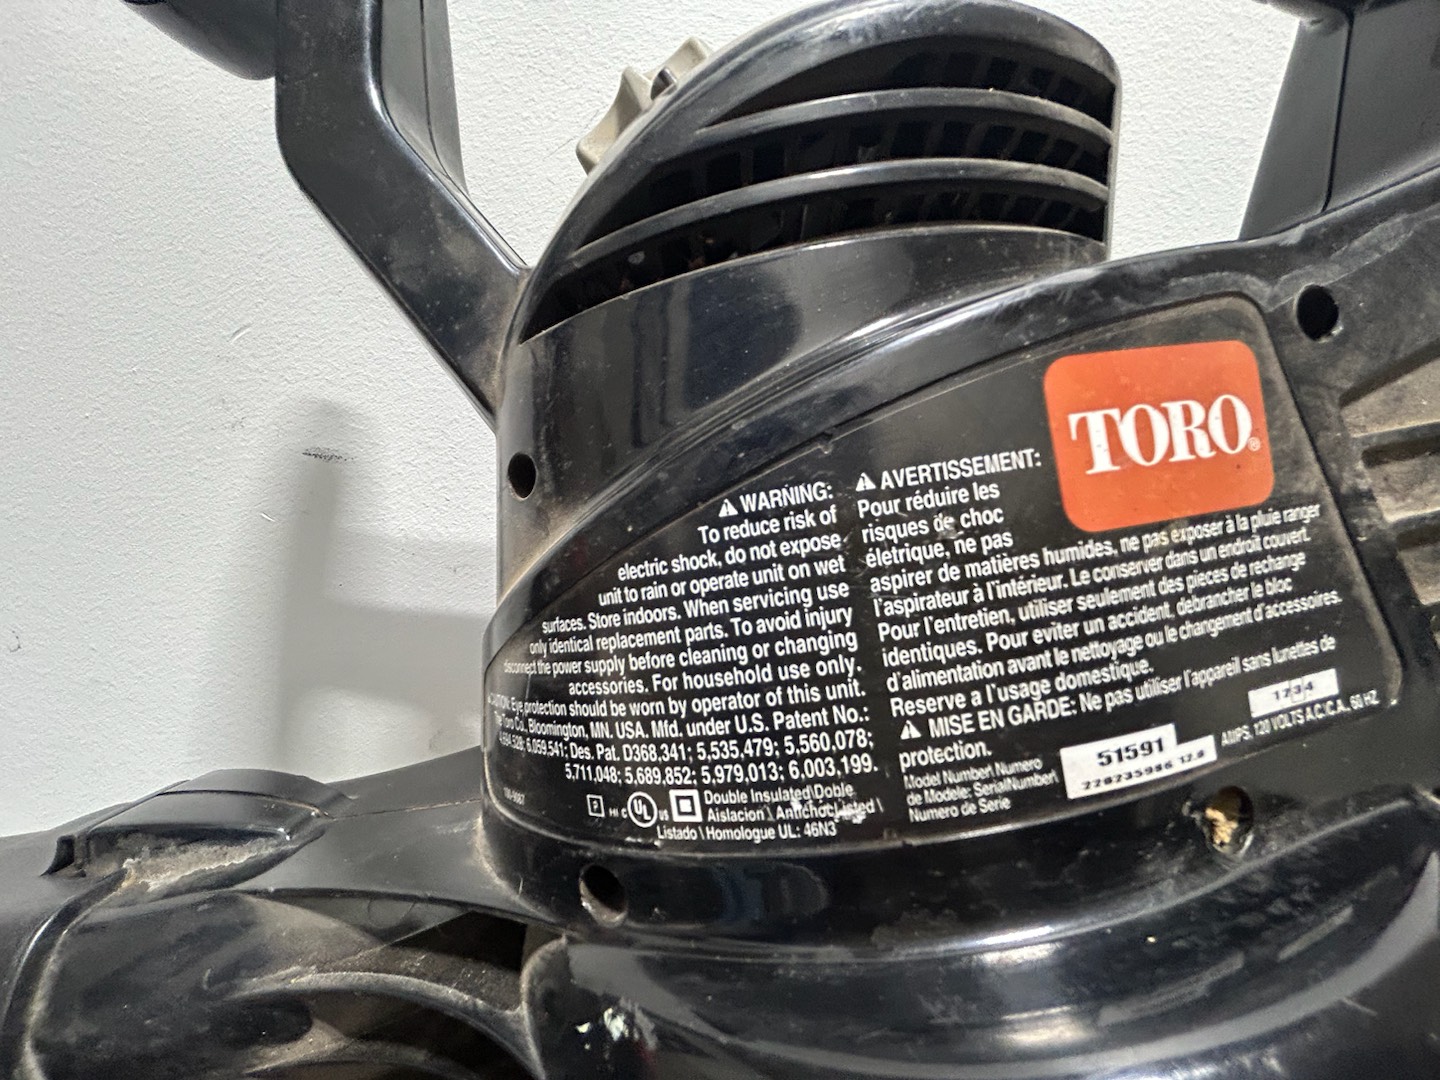 TORO®
⚠ WARNING:
To reduce risk of
electric shock, do not expose
unit to rain or operate unit on wet
surfaces. Store indoors. When servicing use
only identical replacement parts. To avoid injury
disconnect the power supply before cleaning or changing
accessories. For household use only.
Eye protection should be worn by operator of this unit.
Toro Co., Bloomington, MN. USA. Mfd. under U.S. Patent No.:
6,059,541; Des. Pat. D368,341; 5,535,479; 5,560,078;
5,711,048; 5,689,852; 5,979,013; 6,003,199.
C UL US
Double Insulated\Doble
Aislacion\ Antichoc\Listed\
Listado \ Homologue UL: 46N3
⚠ AVERTISSEMENT:
Pour réduire les
risques de choc
életrique, ne pas
aspirer de matières humides, ne pas exposer à la pluie ranger
l'aspirateur à l'intérieur. Le conserver dans un endroit couvert.
Pour l'entretien, utiliser seulement des pieces de rechange
identiques. Pour eviter un accident, debrancher le bloc
d'alimentation avant le nettoyage ou le changement d'accessoires.
Reserve a l'usage domestique.
⚠ MISE EN GARDE: Ne pas utiliser l'appareil sans lunettes de
protection.
Model Number\ Numero
de Modele: SerialNumber\
Numero de Serie
51591
220235986 12.0
AMPS. 120 VOLTS A.C./C.A. 60 HZ